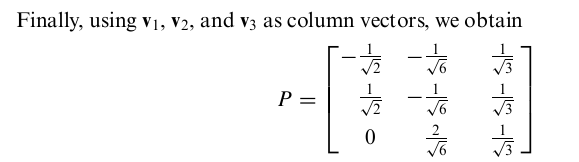 Finally, using v₁, v₂, and v₃ as column vectors, we obtain
P = [ −1/√2 −1/√6 1/√3
1/√2 −1/√6 1/√3
0 2/√6 1/√3 ]